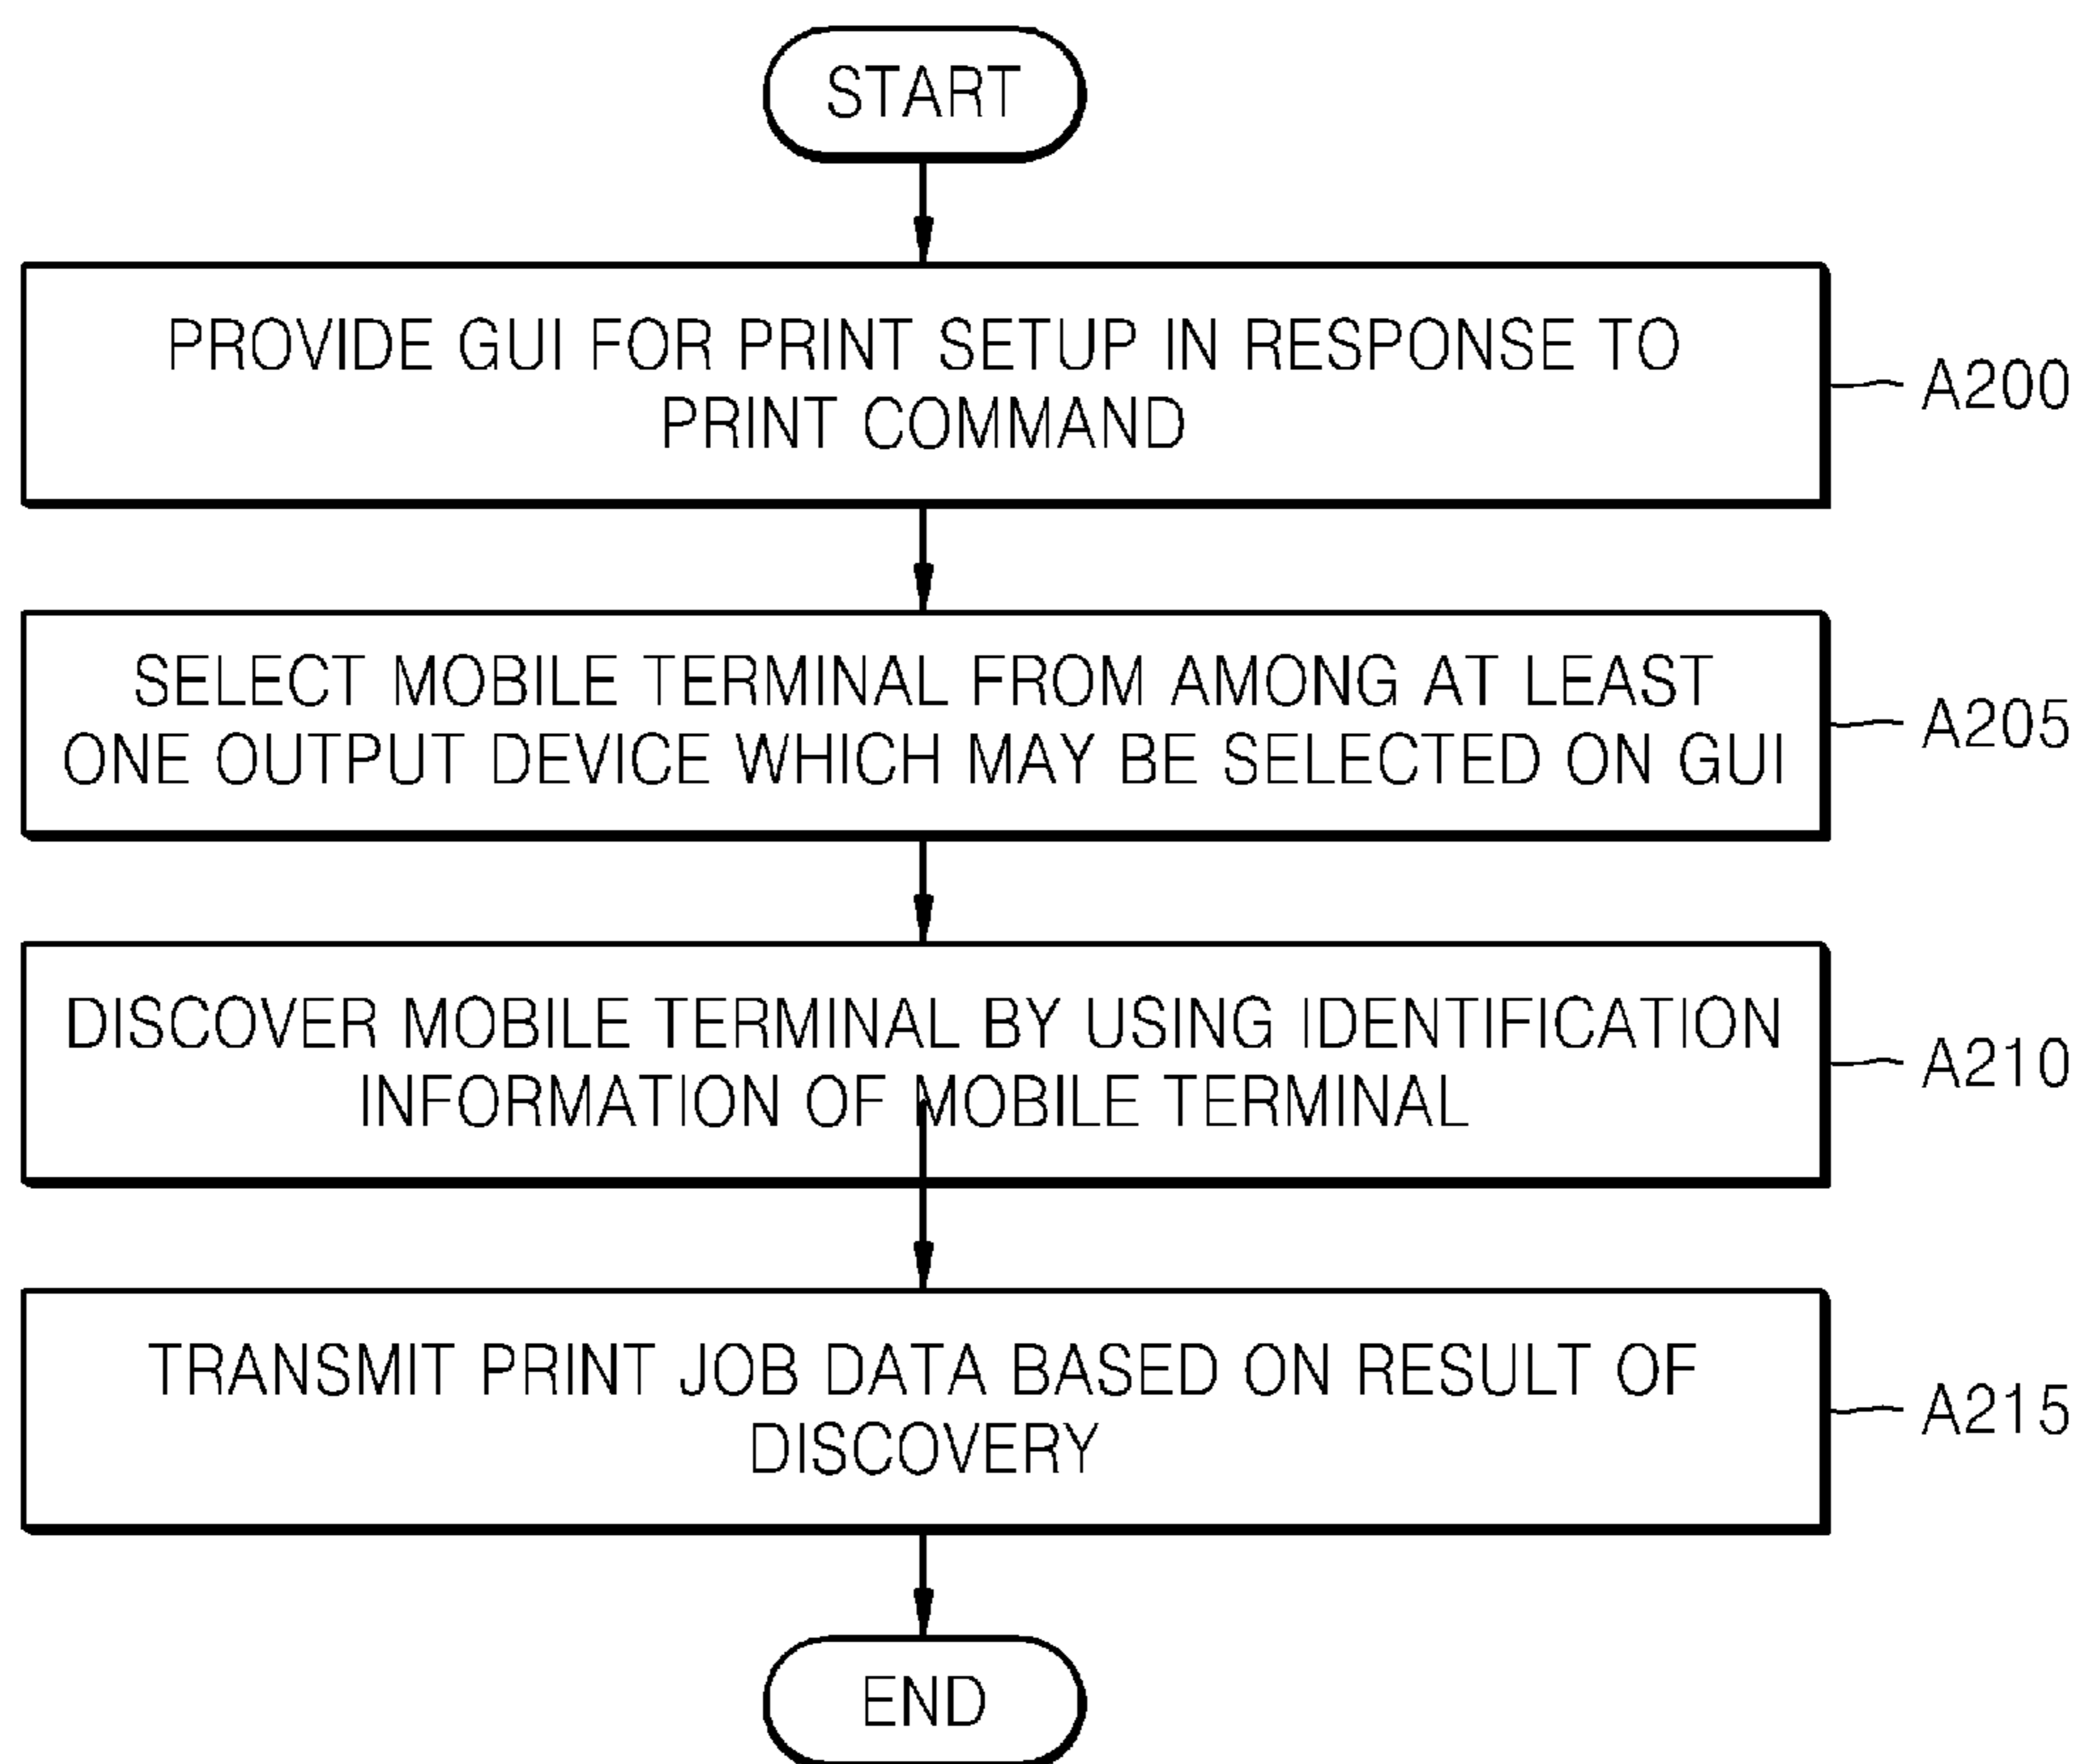 START
PROVIDE GUI FOR PRINT SETUP IN RESPONSE TO
PRINT COMMAND
A200
SELECT MOBILE TERMINAL FROM AMONG AT LEAST
ONE OUTPUT DEVICE WHICH MAY BE SELECTED ON GUI
A205
DISCOVER MOBILE TERMINAL BY USING IDENTIFICATION
INFORMATION OF MOBILE TERMINAL
A210
TRANSMIT PRINT JOB DATA BASED ON RESULT OF
DISCOVERY
A215
END